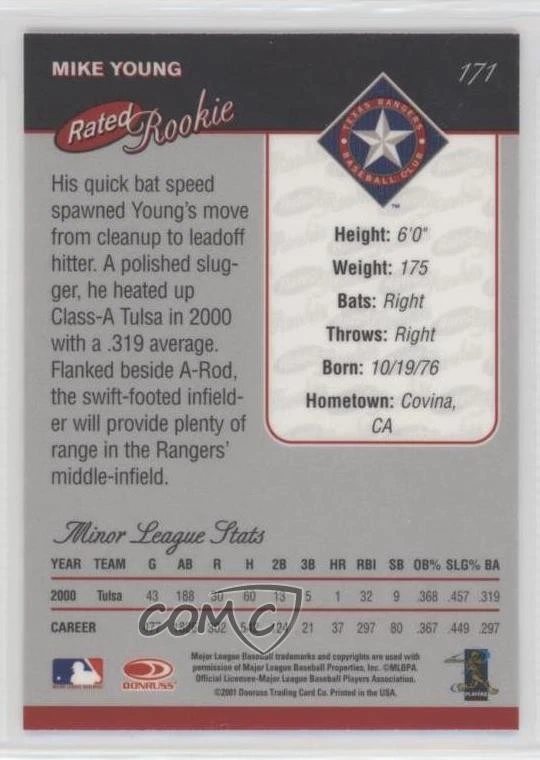 MIKE YOUNG
171
Rated Rookie
TEXAS RANGERS
BASEBALL CLUB
TM
His quick bat speed
spawned Young's move
from cleanup to leadoff
hitter. A polished slug-
ger, he heated up
Class-A Tulsa in 2000
with a .319 average.
Flanked beside A-Rod,
the swift-footed infield-
er will provide plenty of
range in the Rangers'
middle-infield.
Height: 6'0"
Weight: 175
Bats: Right
Throws: Right
Born: 10/19/76
Hometown: Covina,
CA
Minor League Stats
YEAR TEAM G AB R H 2B 3B HR RBI SB OB% SLG% BA
2000 Tulsa 43 188 30 60 13 5 1 32 9 .368 .457 .319
CAREER 124 21 37 297 80 .367 .449 .297
COMC
Major League Baseball trademarks and copyrights are used with
permission of Major League Baseball Properties, Inc. ©MLBPA.
Official Licensee-Major League Baseball Players Association.
©2001 Donruss Trading Card Co. Printed in the USA.
DONRUSS
PLAYERS